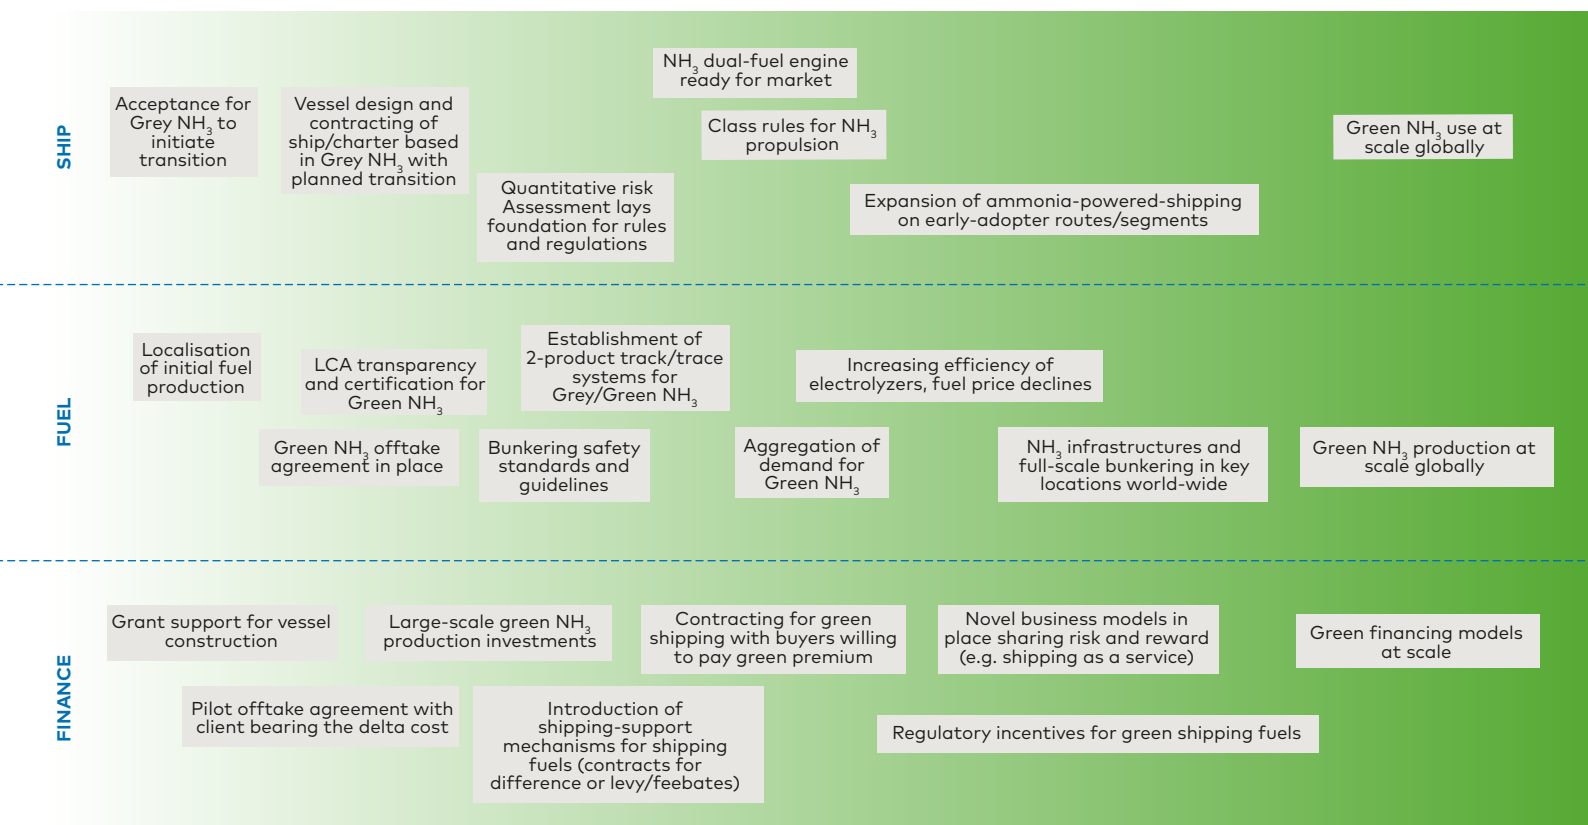 SHIP
Acceptance for
Grey NH₃ to
initiate
transition
Vessel design and
contracting of
ship/charter based
in Grey NH₃ with
planned transition
Quantitative risk
Assessment lays
foundation for rules
and regulations
NH₃ dual-fuel engine
ready for market
Class rules for NH₃
propulsion
Expansion of ammonia-powered-shipping
on early-adopter routes/segments
Green NH₃ use at
scale globally
FUEL
Localisation
of initial fuel
production
LCA transparency
and certification for
Green NH₃
Establishment of
2-product track/trace
systems for
Grey/Green NH₃
Increasing efficiency of
electrolyzers, fuel price declines
Green NH₃ offtake
agreement in place
Bunkering safety
standards and
guidelines
Aggregation of
demand for
Green NH₃
NH₃ infrastructures and
full-scale bunkering in key
locations world-wide
Green NH₃ production at
scale globally
FINANCE
Grant support for vessel
construction
Large-scale green NH₃
production investments
Contracting for green
shipping with buyers willing
to pay green premium
Novel business models in
place sharing risk and reward
(e.g. shipping as a service)
Green financing models
at scale
Pilot offtake agreement with
client bearing the delta cost
Introduction of
shipping-support
mechanisms for shipping
fuels (contracts for
difference or levy/feebates)
Regulatory incentives for green shipping fuels